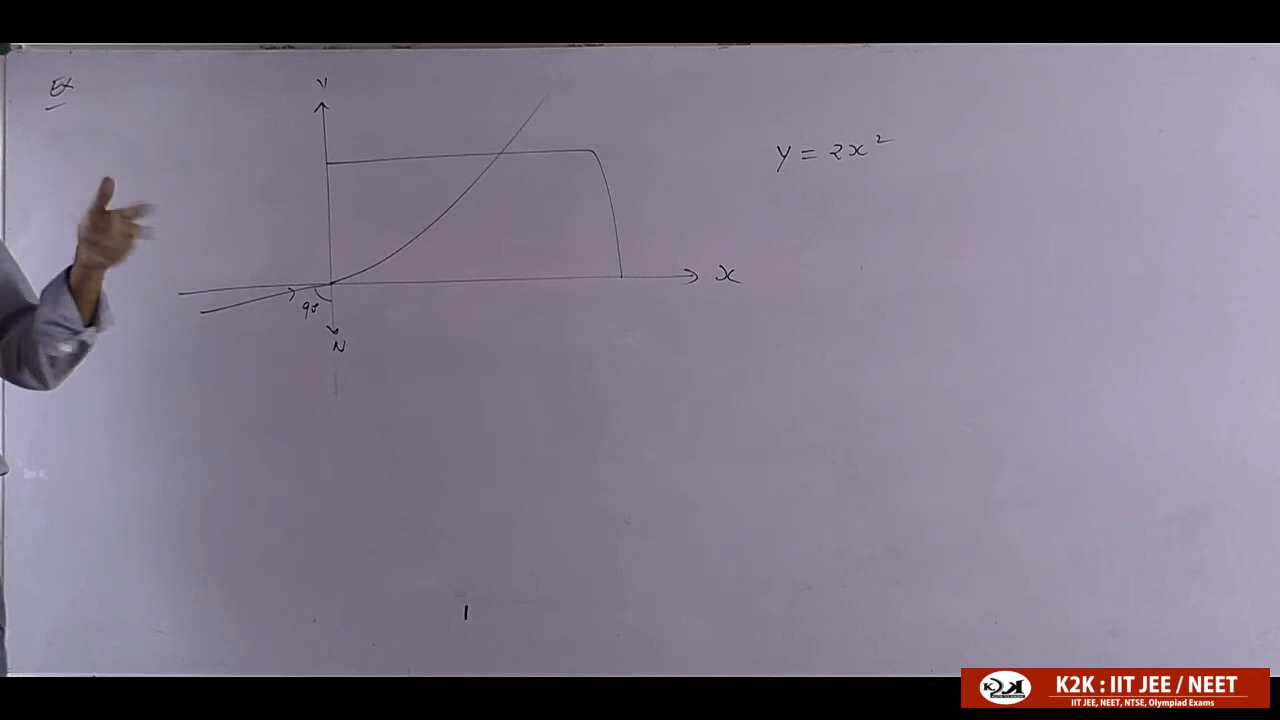 Ex
y
y = 2x²
x
90
N
K2K : IIT JEE / NEET
IIT JEE, NEET, NTSE, Olympiad Exams